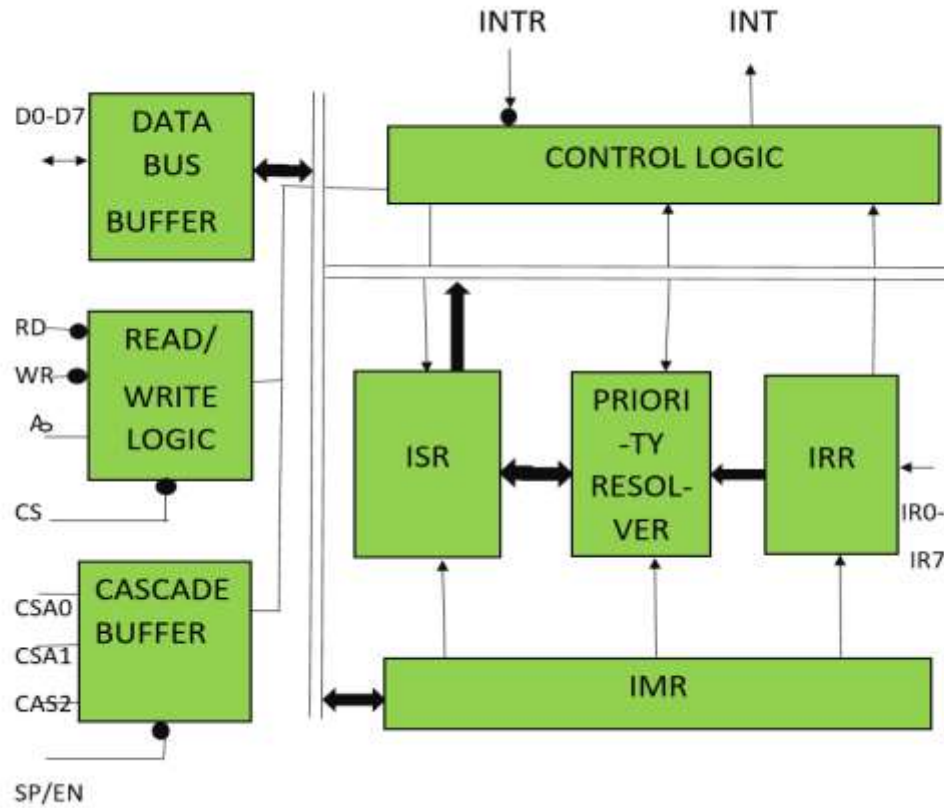 INTR
INT
D0-D7
DATA
BUS
BUFFER
CONTROL LOGIC
RD
WR
A₀
CS
READ/
WRITE
LOGIC
ISR
PRIORI-
-TY
RESOL-
VER
IRR
IR0-
IR7
CSA0
CSA1
CAS2
CASCADE
BUFFER
IMR
SP/EN